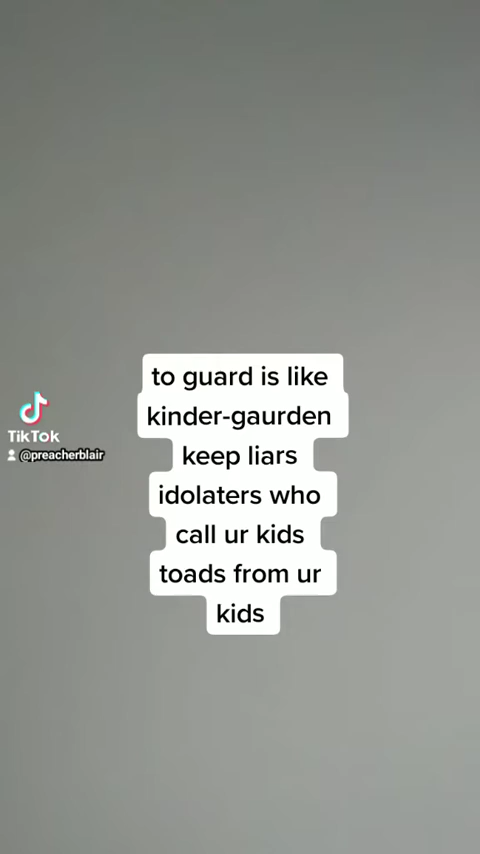 to guard is like
kinder-gaurden
keep liars
idolaters who
call ur kids
toads from ur
kids
TikTok
@preacherblair